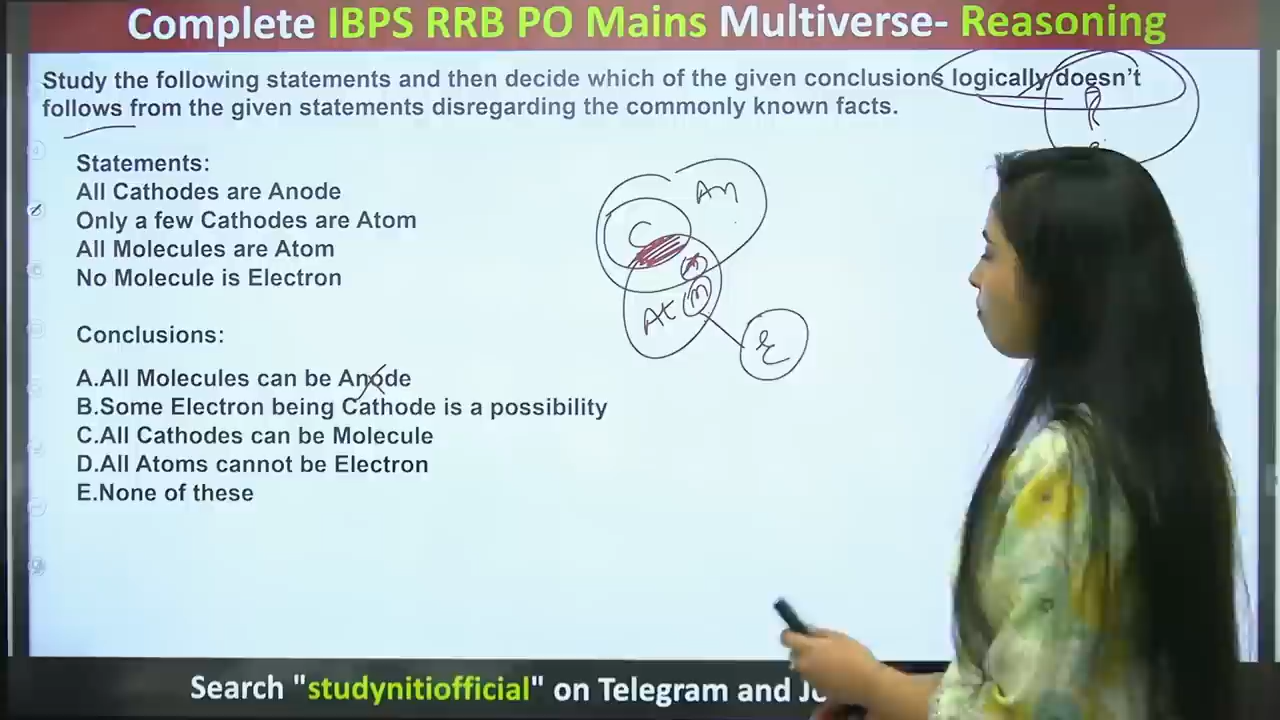 Complete IBPS RRB PO Mains Multiverse- Reasoning
Study the following statements and then decide which of the given conclusions logically doesn't
follows from the given statements disregarding the commonly known facts.
Statements:
All Cathodes are Anode
Only a few Cathodes are Atom
All Molecules are Atom
No Molecule is Electron
Conclusions:
A.All Molecules can be Anode
B.Some Electron being Cathode is a possibility
C.All Cathodes can be Molecule
D.All Atoms cannot be Electron
E.None of these
An
C
At
m
E
Search "studynitiofficial" on Telegram and